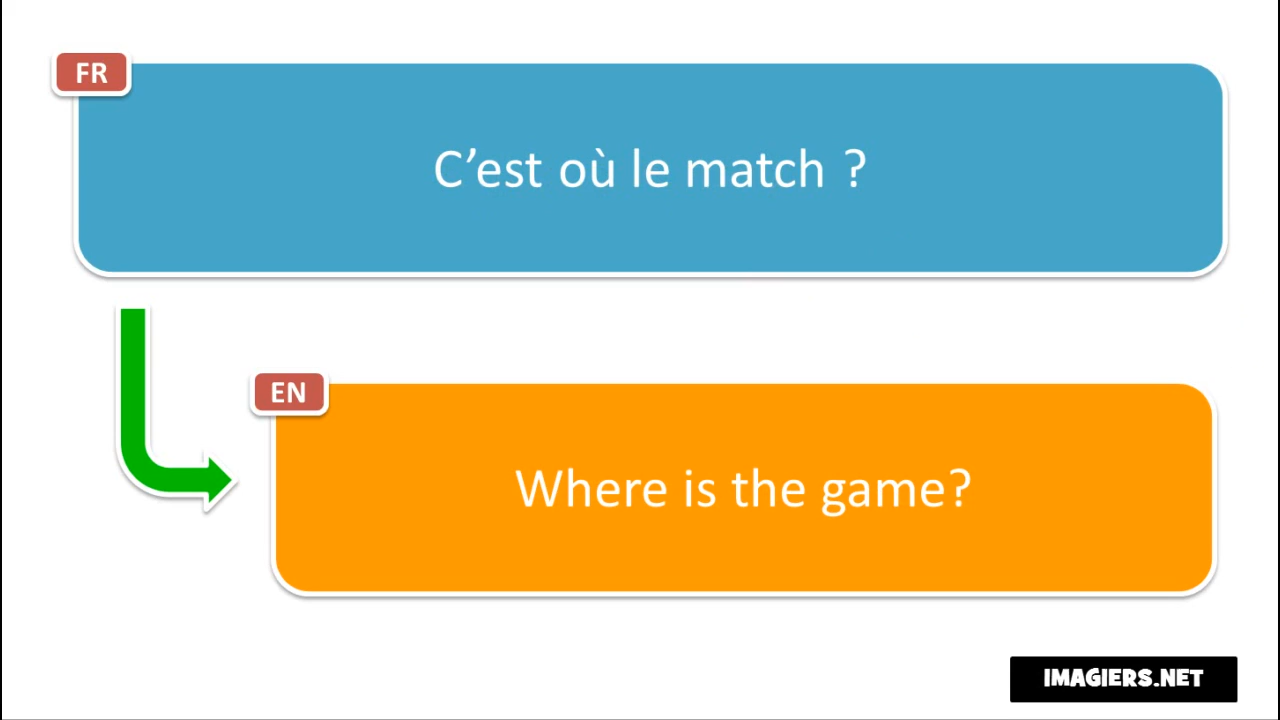 FR
C’est où le match ?
EN
Where is the game?
IMAGIERS.NET